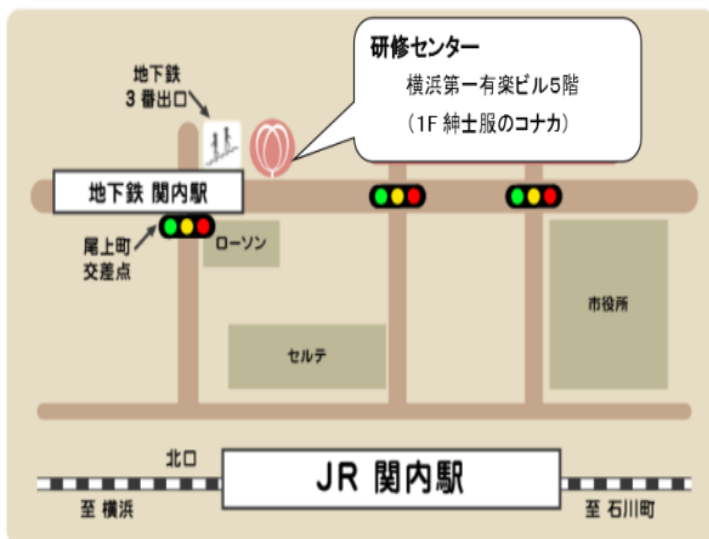 研修センター
横浜第一有楽ビル5階
（1F 紳士服のコナカ）
地下鉄
3番出口
地下鉄 関内駅
尾上町
交差点
ローソン
市役所
セルテ
北口
JR 関内駅
至 横浜
至 石川町